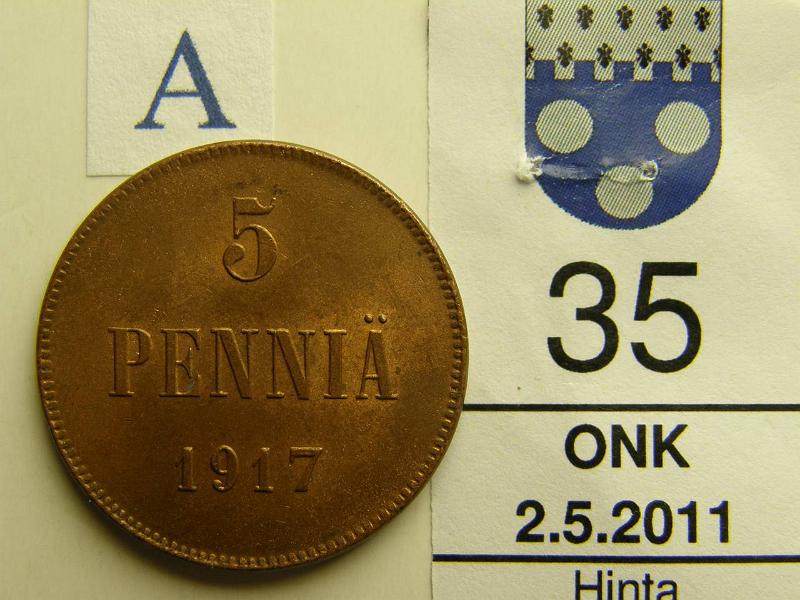 A
5
PENNIÄ
1917
35
ONK
2.5.2011
Hinta